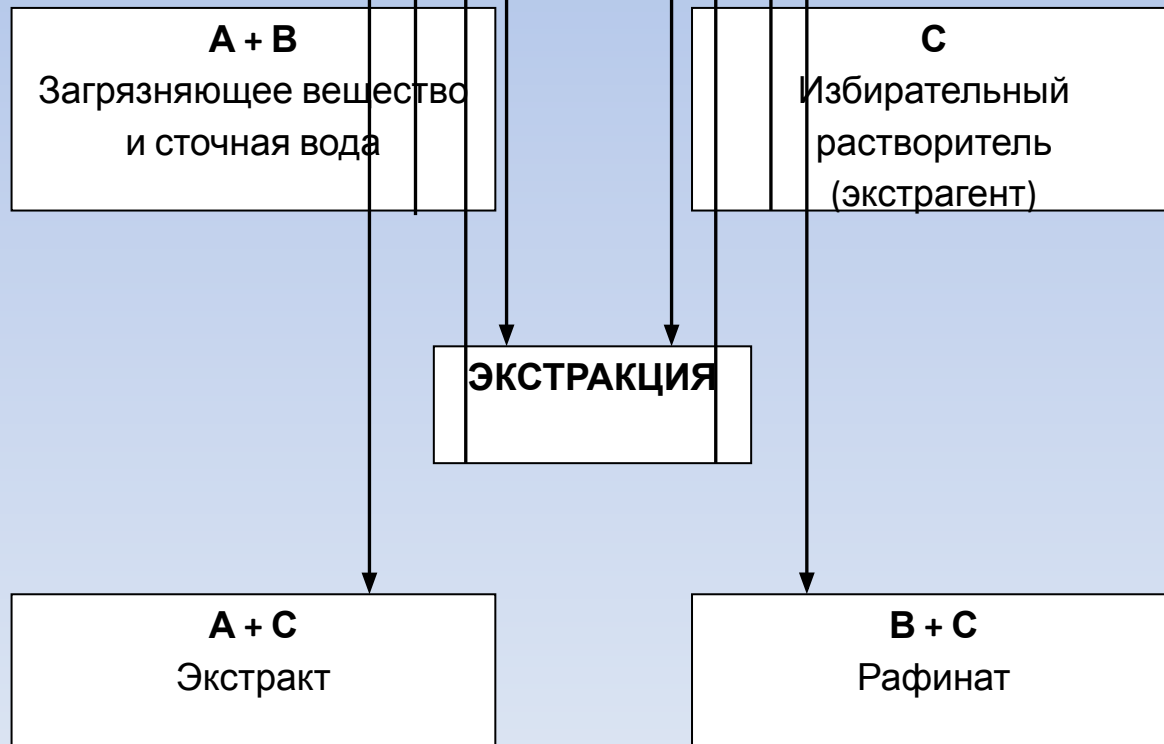 A + B
Загрязняющее вещество
и сточная вода
C
Избирательный
растворитель
(экстрагент)
ЭКСТРАКЦИЯ
A + C
Экстракт
B + C
Рафинат